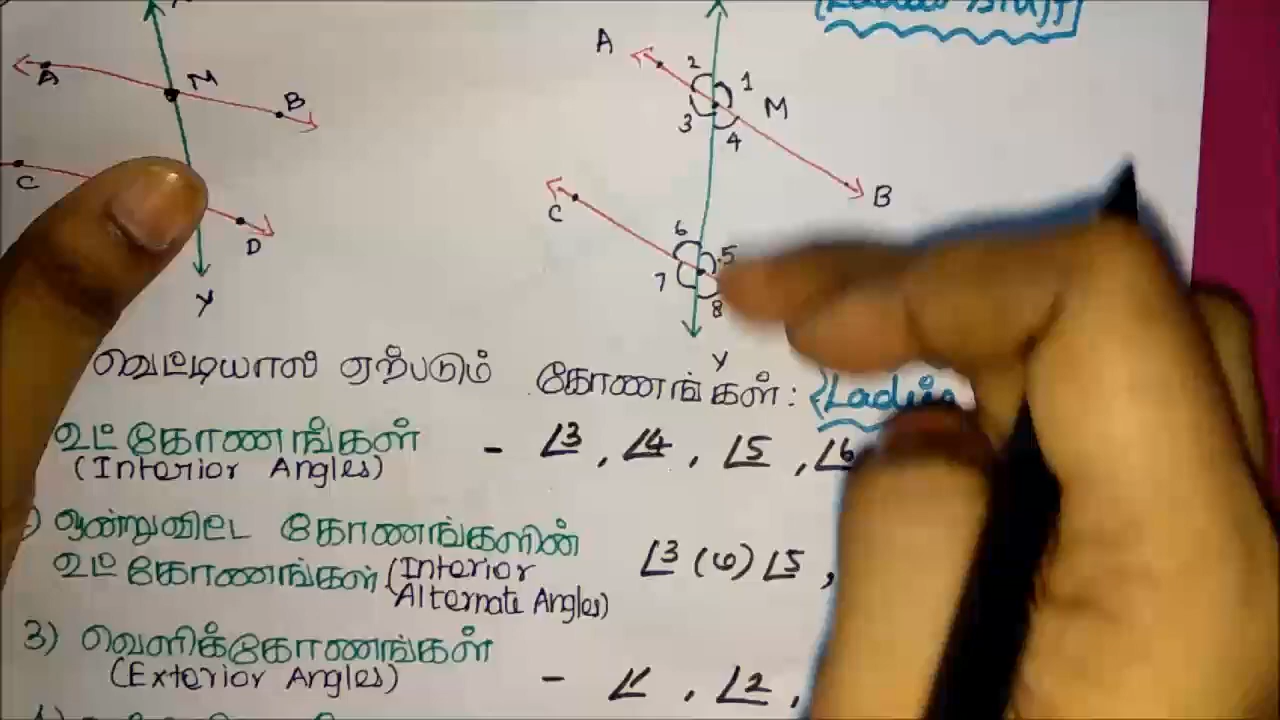 A M B
C D
Y
A 2 1 M
3 4 B
C 6 5
7 8
Y
வெட்டியால் ஏற்படும் கோணங்கள் : {Ladies
உட்கோணங்கள் - ∠3 , ∠4 , ∠5 , ∠6
(Interior Angles)
) ஒன்றுவிட்ட கோணங்களின்
உட்கோணங்கள் (Interior Alternate Angles) ∠3 (ம) ∠5 ,
3) வெளிக்கோணங்கள்
(Exterior Angles) - ∠1 , ∠2 ,